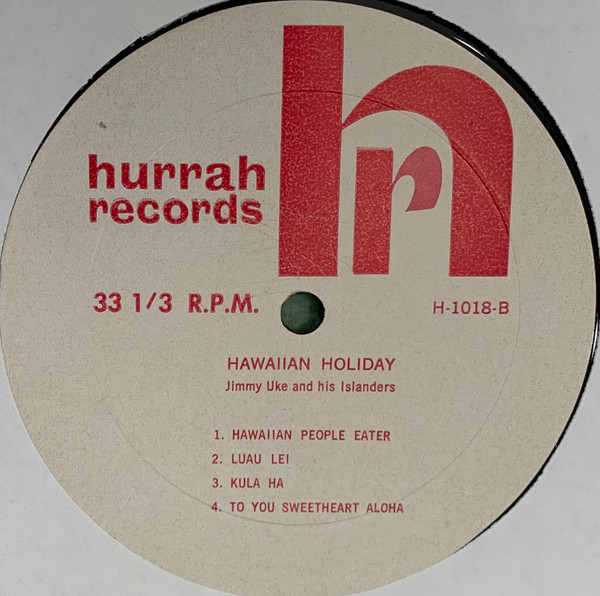 hr
hurrah
records
33 1/3 R.P.M.
H-1018-B
HAWAIIAN HOLIDAY
Jimmy Uke and his Islanders
1. HAWAIIAN PEOPLE EATER
2. LUAU LEI
3. KULA HA
4. TO YOU SWEETHEART ALOHA